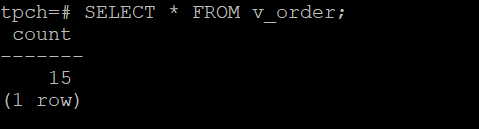 tpch=# SELECT * FROM v_order;
 count
-------
    15
(1 row)